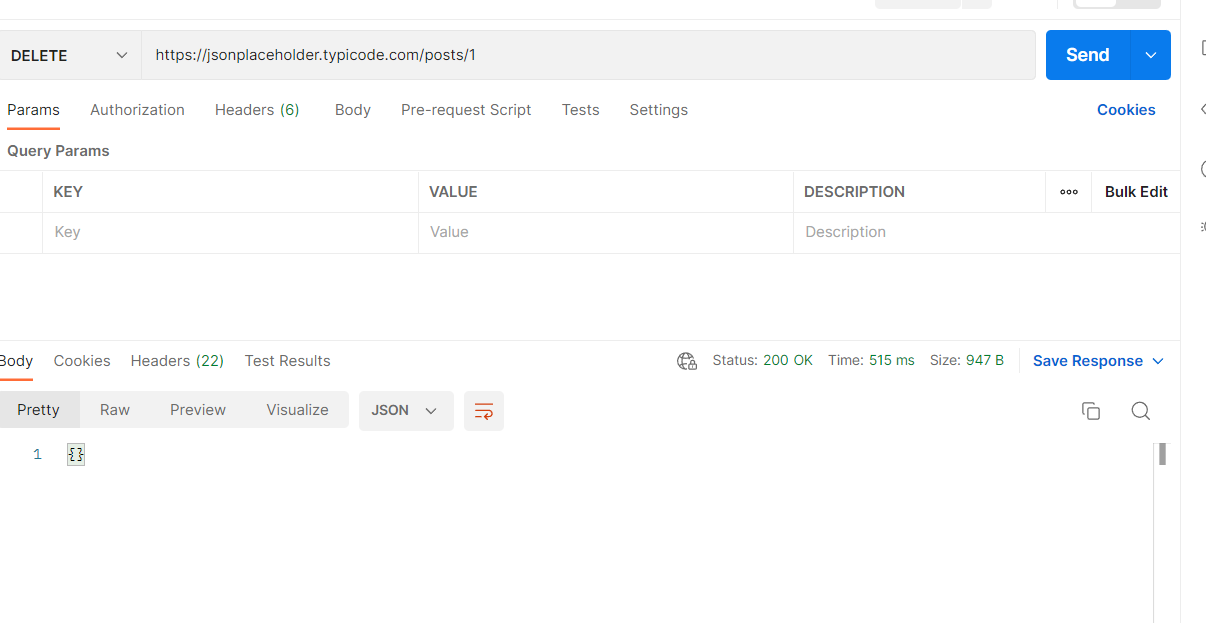 DELETE https://jsonplaceholder.typicode.com/posts/1 Send
Params Authorization Headers (6) Body Pre-request Script Tests Settings Cookies
Query Params
KEY VALUE DESCRIPTION ooo Bulk Edit
Key Value Description
Body Cookies Headers (22) Test Results Status: 200 OK Time: 515 ms Size: 947 B Save Response
Pretty Raw Preview Visualize JSON
1 {}